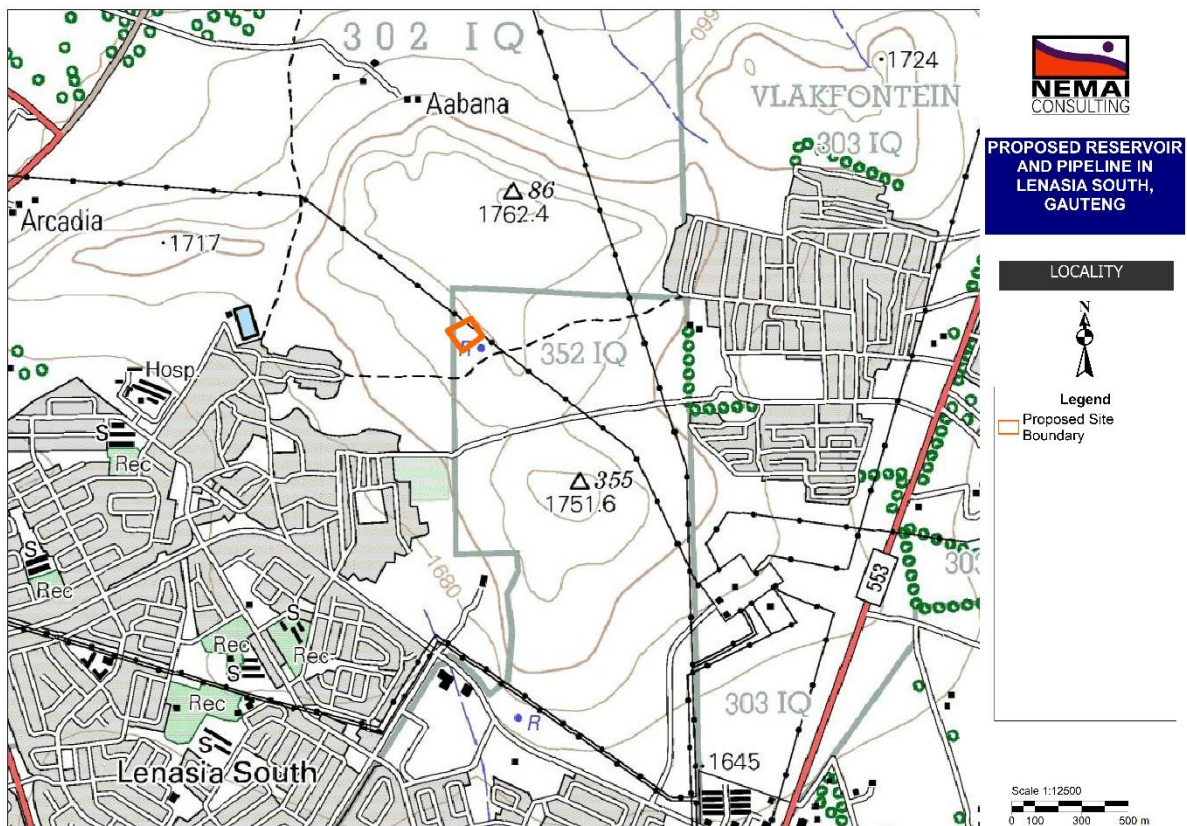 302 IQ
1660
1724
VLAKFONTEIN
303 IQ
Aabana
86
1762.4
Arcadia
1717
R
352 IQ
Hosp.
S
Rec
355
1751.6
S
Rec
1680
553
S
Rec
Rec
S
Rec
S
R
303 IQ
Lenasia South
1645
NEMAI
CONSULTING
PROPOSED RESERVOIR
AND PIPELINE IN
LENASIA SOUTH,
GAUTENG
LOCALITY
N
Legend
Proposed Site
Boundary
Scale 1:12500
0 100 300 500 m